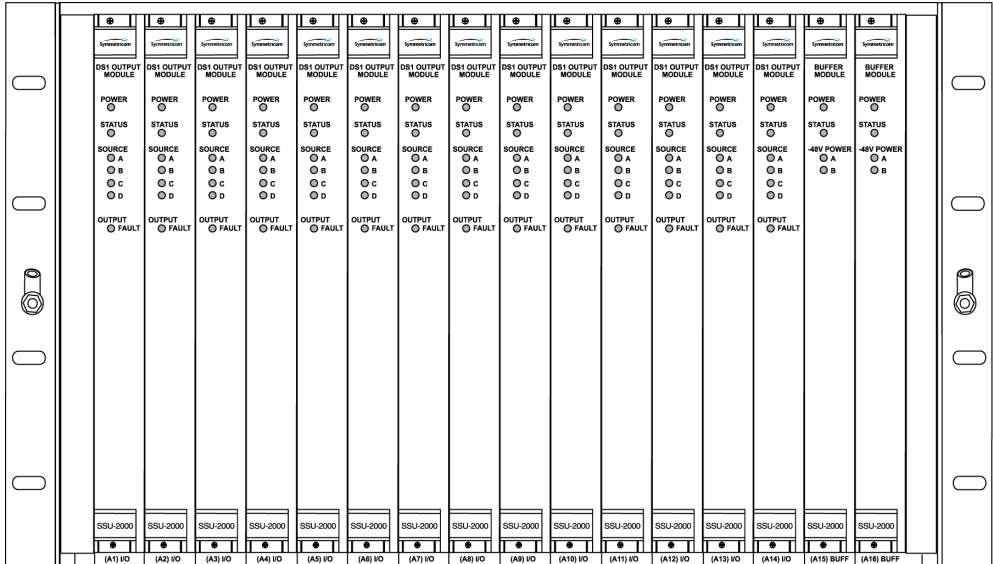 Symmetricom Symmetricom Symmetricom Symmetricom Symmetricom Symmetricom Symmetricom Symmetricom Symmetricom Symmetricom Symmetricom Symmetricom Symmetricom Symmetricom Symmetricom Symmetricom
DS1 OUTPUT DS1 OUTPUT DS1 OUTPUT DS1 OUTPUT DS1 OUTPUT DS1 OUTPUT DS1 OUTPUT DS1 OUTPUT DS1 OUTPUT DS1 OUTPUT DS1 OUTPUT DS1 OUTPUT DS1 OUTPUT DS1 OUTPUT BUFFER BUFFER
MODULE MODULE MODULE MODULE MODULE MODULE MODULE MODULE MODULE MODULE MODULE MODULE MODULE MODULE MODULE MODULE
POWER POWER POWER POWER POWER POWER POWER POWER POWER POWER POWER POWER POWER POWER POWER POWER
STATUS STATUS STATUS STATUS STATUS STATUS STATUS STATUS STATUS STATUS STATUS STATUS STATUS STATUS STATUS STATUS
SOURCE SOURCE SOURCE SOURCE SOURCE SOURCE SOURCE SOURCE SOURCE SOURCE SOURCE SOURCE SOURCE SOURCE -48V POWER -48V POWER
A A A A A A A A A A A A A A A A
B B B B B B B B B B B B B B B B
C C C C C C C C C C C C C C
D D D D D D D D D D D D D D
OUTPUT OUTPUT OUTPUT OUTPUT OUTPUT OUTPUT OUTPUT OUTPUT OUTPUT OUTPUT OUTPUT OUTPUT OUTPUT OUTPUT
FAULT FAULT FAULT FAULT FAULT FAULT FAULT FAULT FAULT FAULT FAULT FAULT FAULT FAULT
SSU-2000 SSU-2000 SSU-2000 SSU-2000 SSU-2000 SSU-2000 SSU-2000 SSU-2000 SSU-2000 SSU-2000 SSU-2000 SSU-2000 SSU-2000 SSU-2000 SSU-2000 SSU-2000
(A1) I/O (A2) I/O (A3) I/O (A4) I/O (A5) I/O (A6) I/O (A7) I/O (A8) I/O (A9) I/O (A10) I/O (A11) I/O (A12) I/O (A13) I/O (A14) I/O (A15) BUFF (A16) BUFF